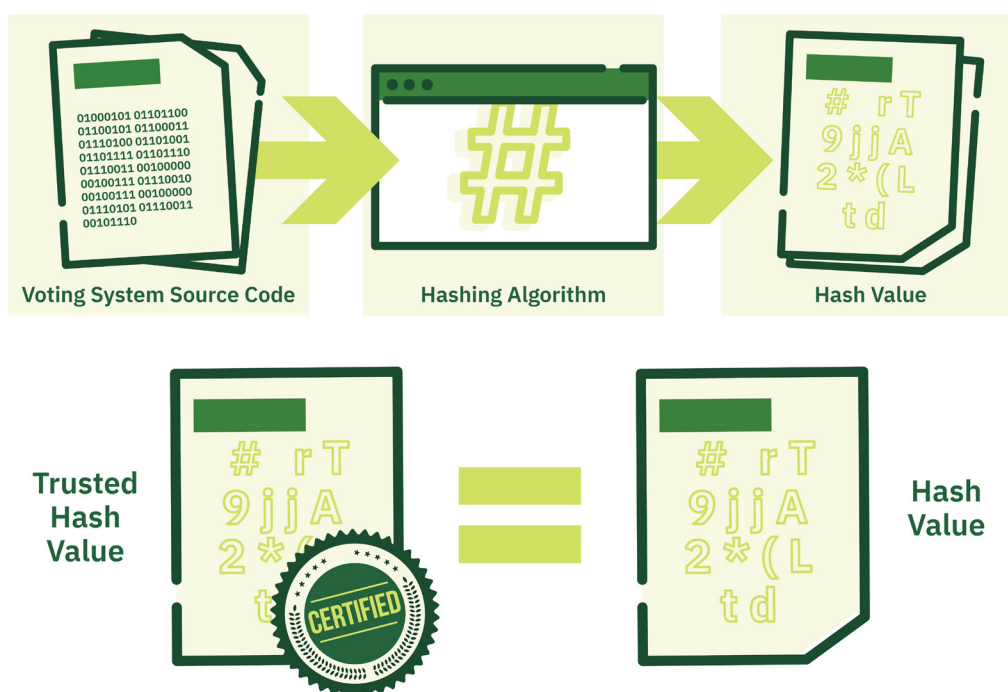 01000101 01101100
01100101 01100011
01110100 01101001
01101111 01101110
01110011 00100000
00100111 01110010
00100111 00100000
01110101 01110011
00101110
#
# rT
9jjA
2*(L
td
Voting System Source Code
Hashing Algorithm
Hash Value
Trusted
Hash
Value
# rT
9jjA
2*(
t
CERTIFIED
# rT
9jjA
2*(L
td
Hash
Value